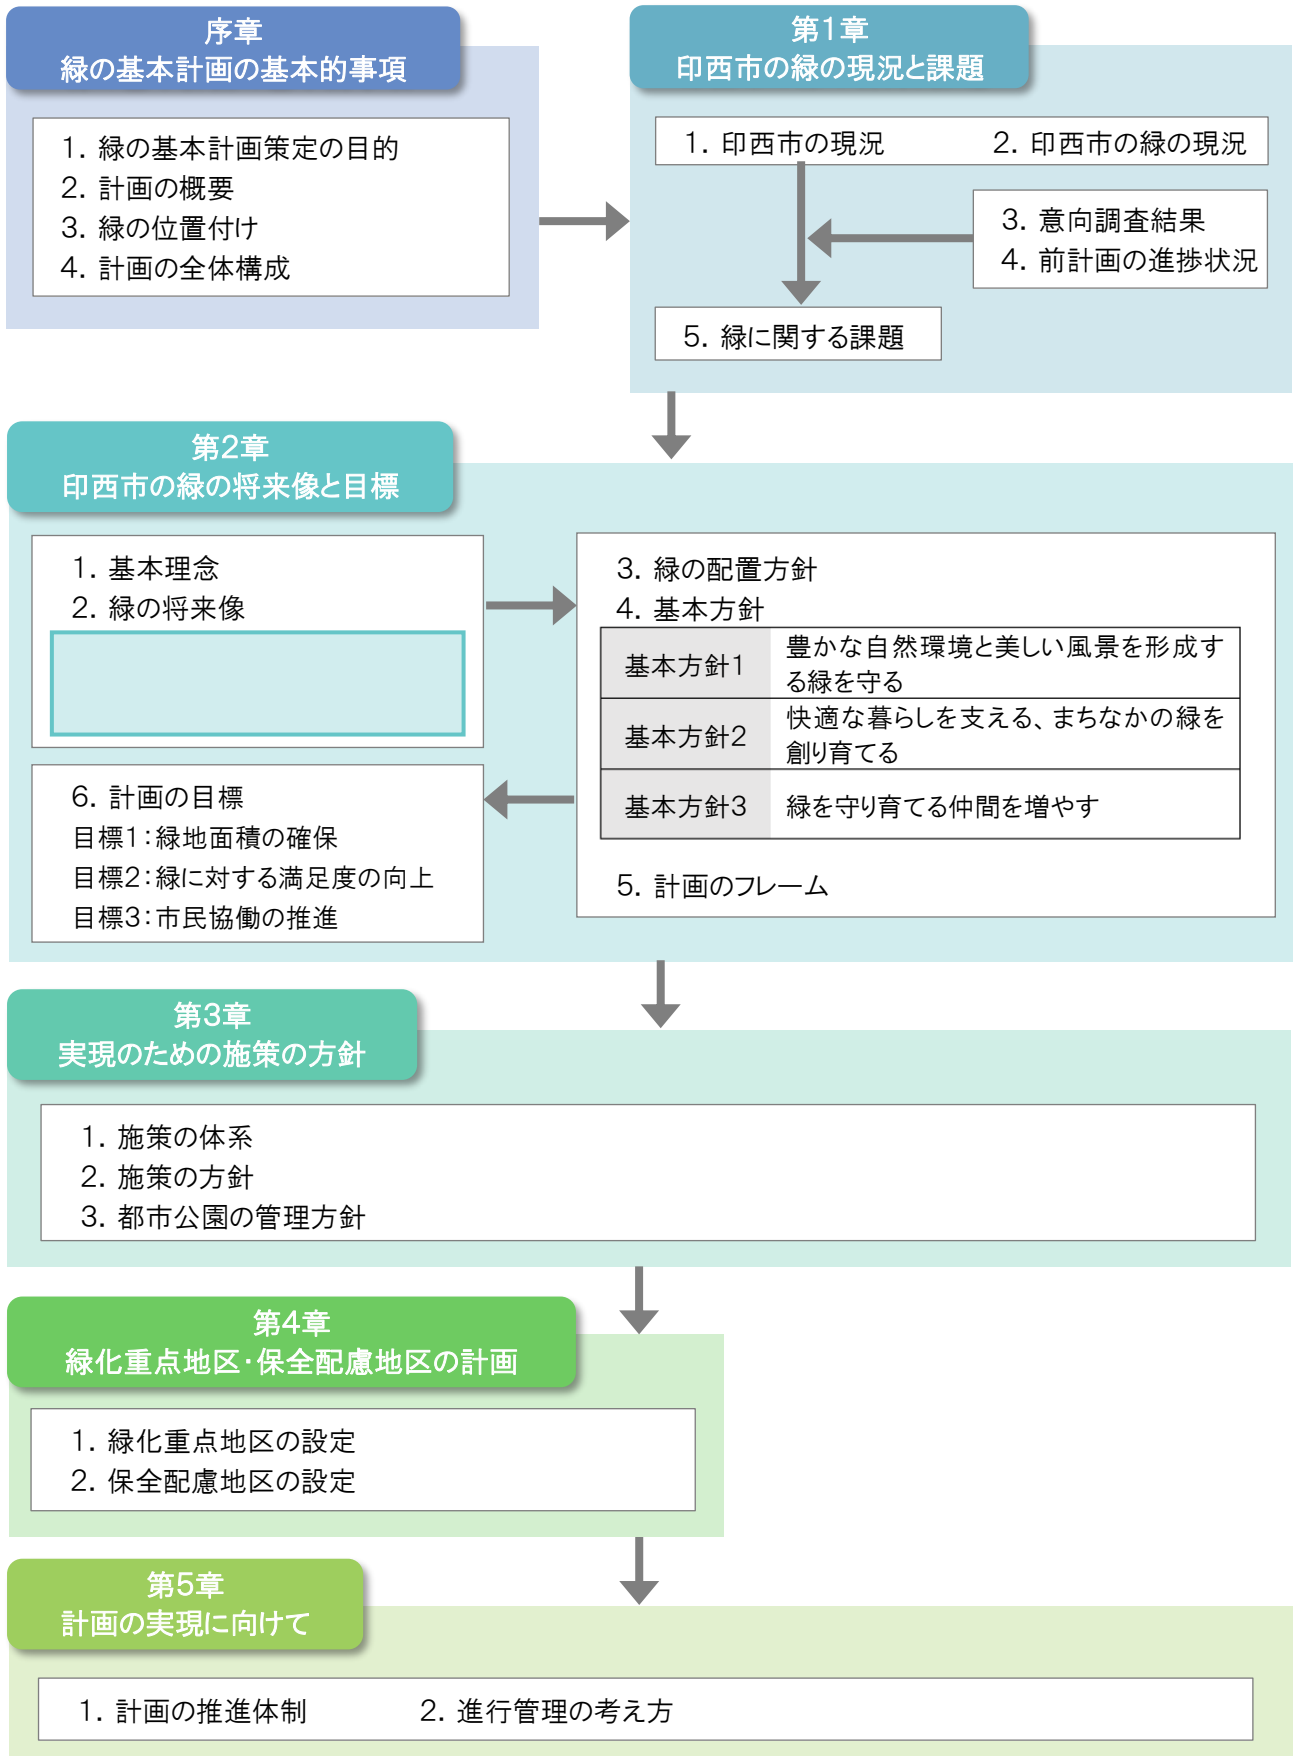 序章
緑の基本計画の基本的事項
1. 緑の基本計画策定の目的
2. 計画の概要
3. 緑の位置付け
4. 計画の全体構成
第1章
印西市の緑の現況と課題
1. 印西市の現況
2. 印西市の緑の現況
3. 意向調査結果
4. 前計画の進捗状況
5. 緑に関する課題
第2章
印西市の緑の将来像と目標
1. 基本理念
2. 緑の将来像
3. 緑の配置方針
4. 基本方針
基本方針1
豊かな自然環境と美しい風景を形成す
る緑を守る
基本方針2
快適な暮らしを支える、まちなかの緑を
創り育てる
基本方針3
緑を守り育てる仲間を増やす
5. 計画のフレーム
6. 計画の目標
目標1：緑地面積の確保
目標2：緑に対する満足度の向上
目標3：市民協働の推進
第3章
実現のための施策の方針
1. 施策の体系
2. 施策の方針
3. 都市公園の管理方針
第4章
緑化重点地区・保全配慮地区の計画
1. 緑化重点地区の設定
2. 保全配慮地区の設定
第5章
計画の実現に向けて
1. 計画の推進体制
2. 進行管理の考え方